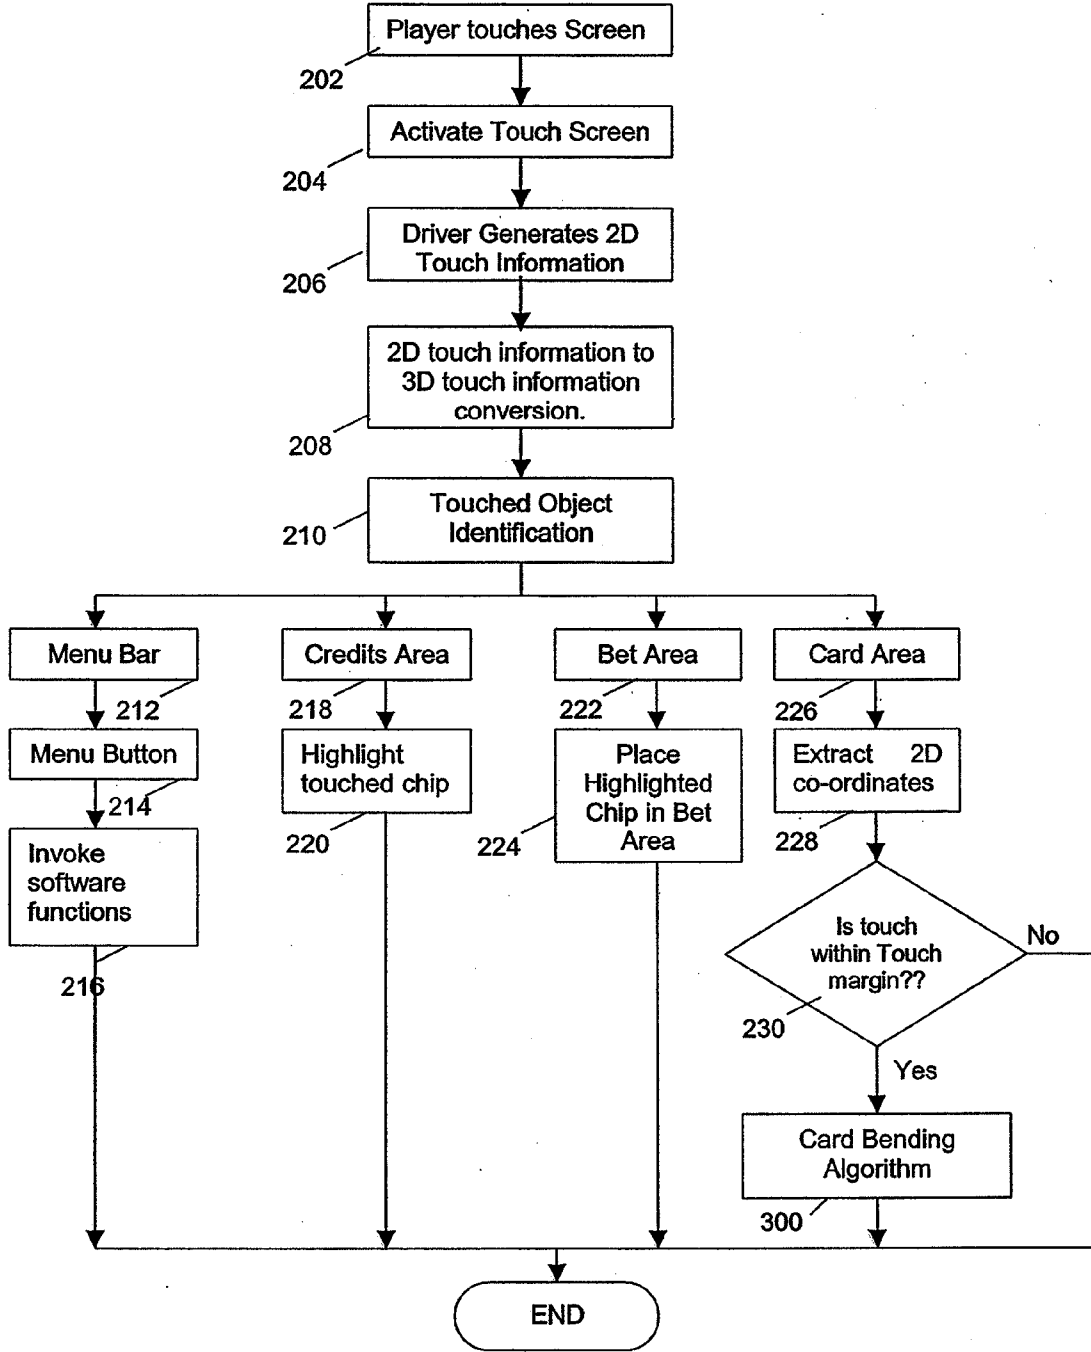 Player touches Screen
202
Activate Touch Screen
204
Driver Generates 2D
Touch Information
206
2D touch information to
3D touch information
conversion.
208
Touched Object
Identification
210
Menu Bar
212
Menu Button
214
Invoke
software
functions
216
Credits Area
218
Highlight
touched chip
220
Bet Area
222
Place
Highlighted
Chip in Bet
Area
224
Card Area
226
Extract 2D
co-ordinates
228
Is touch
within Touch
margin??
230
No
Yes
Card Bending
Algorithm
300
END